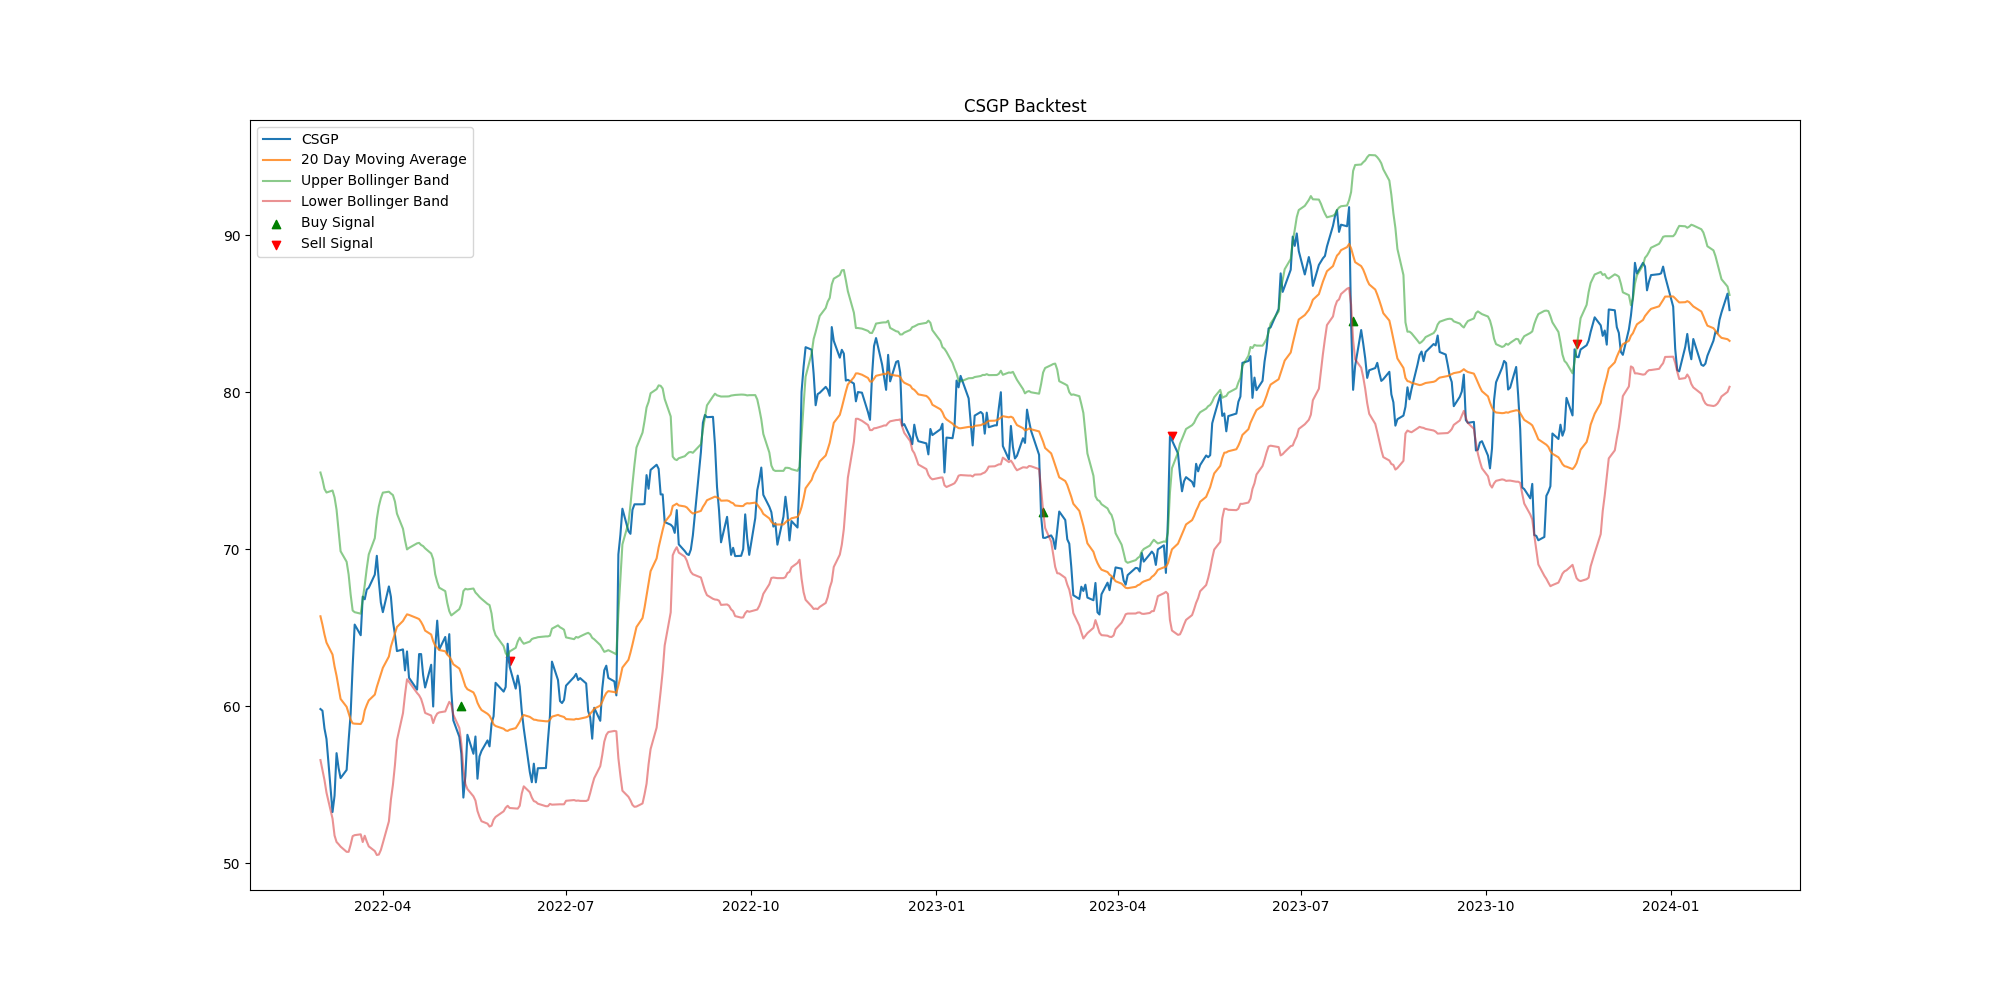 CSGP Backtest
CSGP
20 Day Moving Average
Upper Bollinger Band
Lower Bollinger Band
Buy Signal
Sell Signal
90
80
70
60
50
2022-04
2022-07
2022-10
2023-01
2023-04
2023-07
2023-10
2024-01